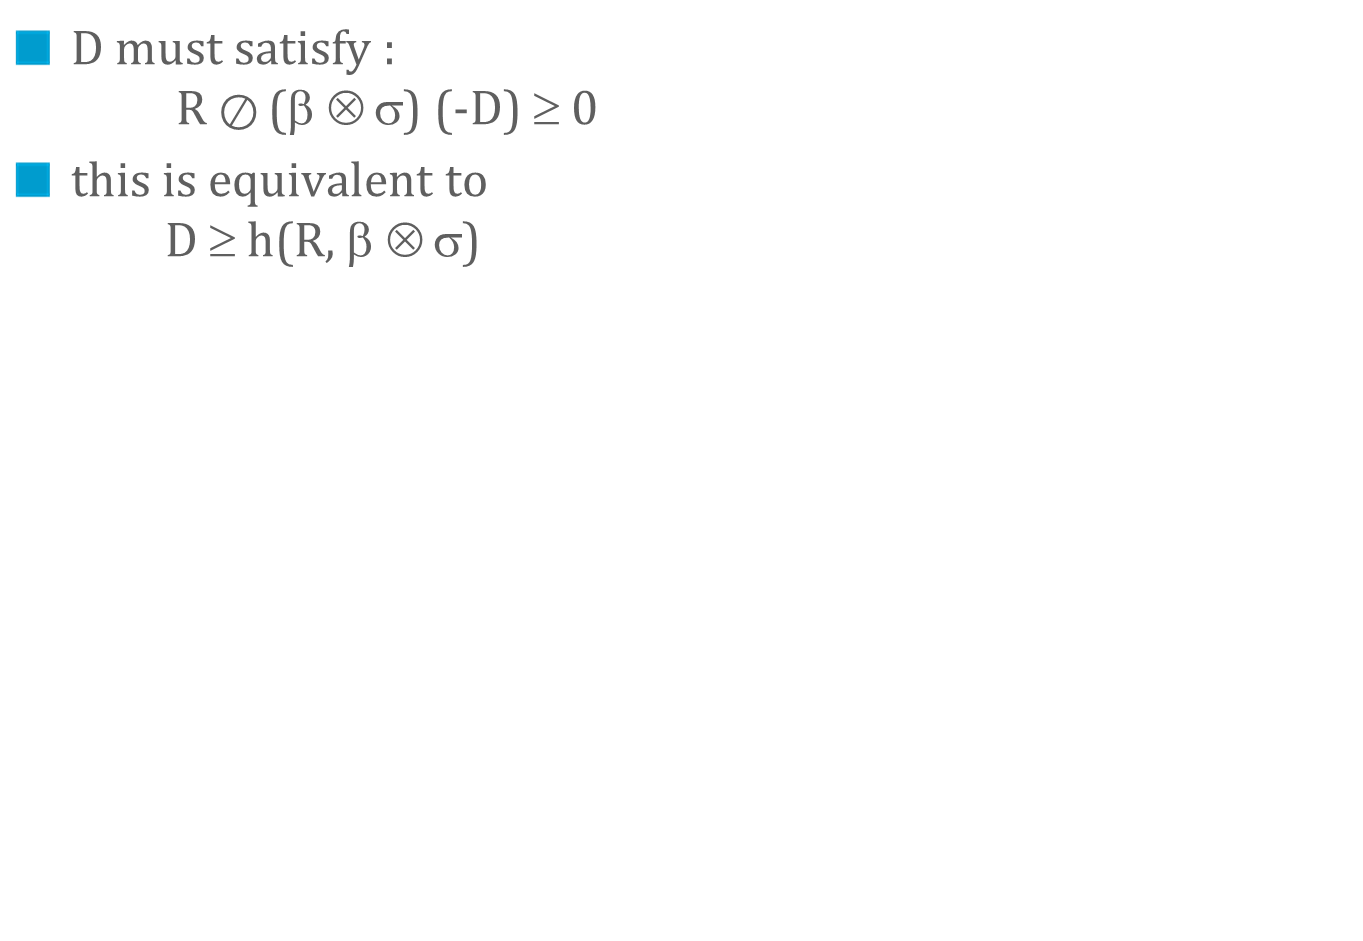 D must satisfy :
R ⊘ (β ⊗ σ) (-D) ≥ 0
this is equivalent to
D ≥ h(R, β ⊗ σ)